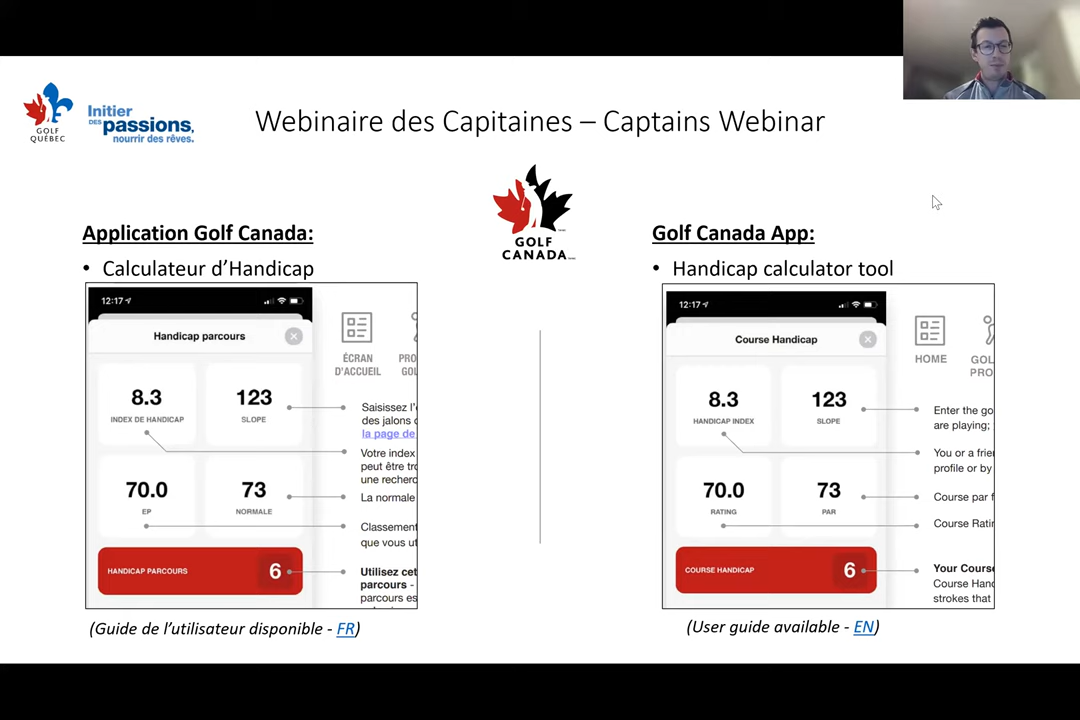 GOLF
QUÉBEC
Initier
DES passions,
nourrir des rêves.
Webinaire des Capitaines – Captains Webinar
GOLF
CANADA
Application Golf Canada:
• Calculateur d’Handicap
12:17
Handicap parcours
8.3
INDEX DE HANDICAP
123
SLOPE
70.0
EP
73
NORMALE
HANDICAP PARCOURS
6
ÉCRAN
D'ACCUEIL
PRO
GOL
Saisissez l'
des jalons
la page de
Votre index
peut être tr
une recherc
La normale
Classement
que vous ut
Utilisez cet
parcours -
parcours es
(Guide de l’utilisateur disponible - FR)
Golf Canada App:
• Handicap calculator tool
12:17
Course Handicap
8.3
HANDICAP INDEX
123
SLOPE
70.0
RATING
73
PAR
COURSE HANDICAP
6
HOME
GOL
PRO
Enter the go
are playing;
You or a frie
profile or by
Course par f
Course Ratin
Your Course
Course Hand
strokes that
(User guide available - EN)